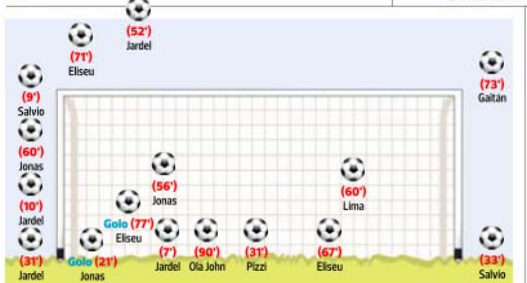 (52')
Jardel
(71')
Eliseu
(73')
Gaitán
(9')
Salvio
(60')
Jonas
(10')
Jardel
(31')
Jardel
(56')
Jonas
(60')
Lima
Golo (77')
Eliseu
Golo (21')
Jonas
(7')
Jardel
(90')
Ola John
(31')
Pizzi
(67')
Eliseu
(33')
Salvio